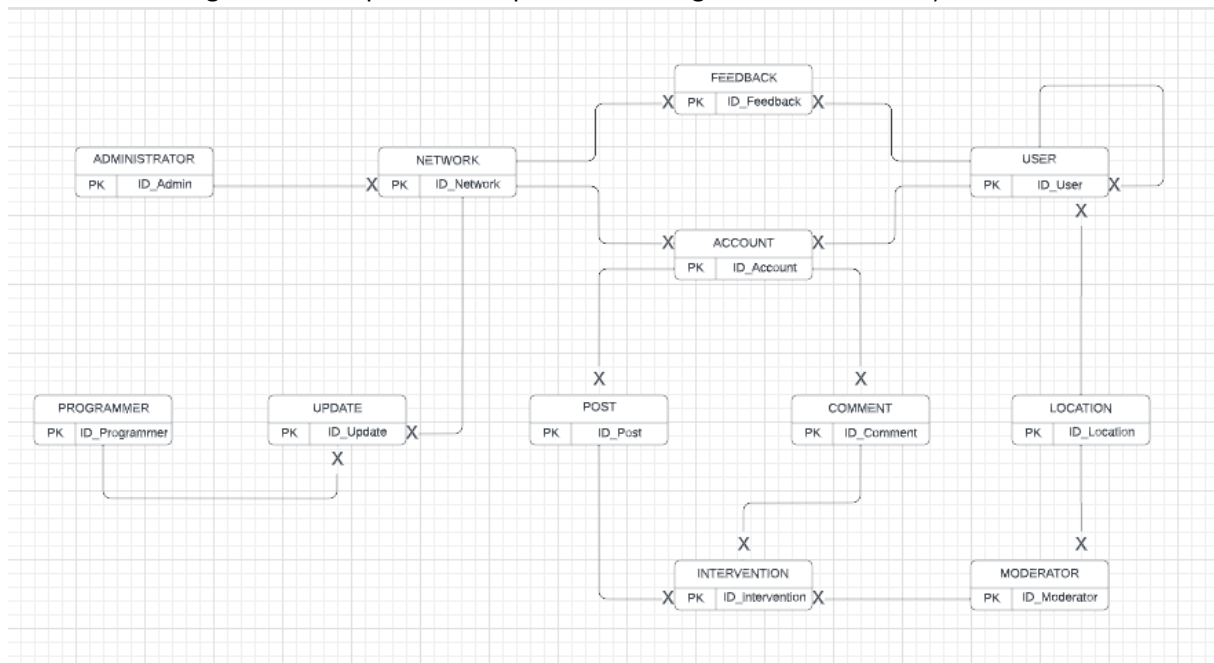 FEEDBACK
X PK ID_Feedback X
ADMINISTRATOR
PK ID_Admin
NETWORK
X PK ID_Network
USER
PK ID_User X
X
ACCOUNT
X X
PK ID_Account
X
X
PROGRAMMER
PK ID_Programmer
UPDATE
PK ID_Update X
X
POST
PK ID_Post
COMMENT
PK ID_Comment
LOCATION
PK ID_Location
X
X
INTERVENTION
X PK ID_Intervention X
MODERATOR
PK ID_Moderator